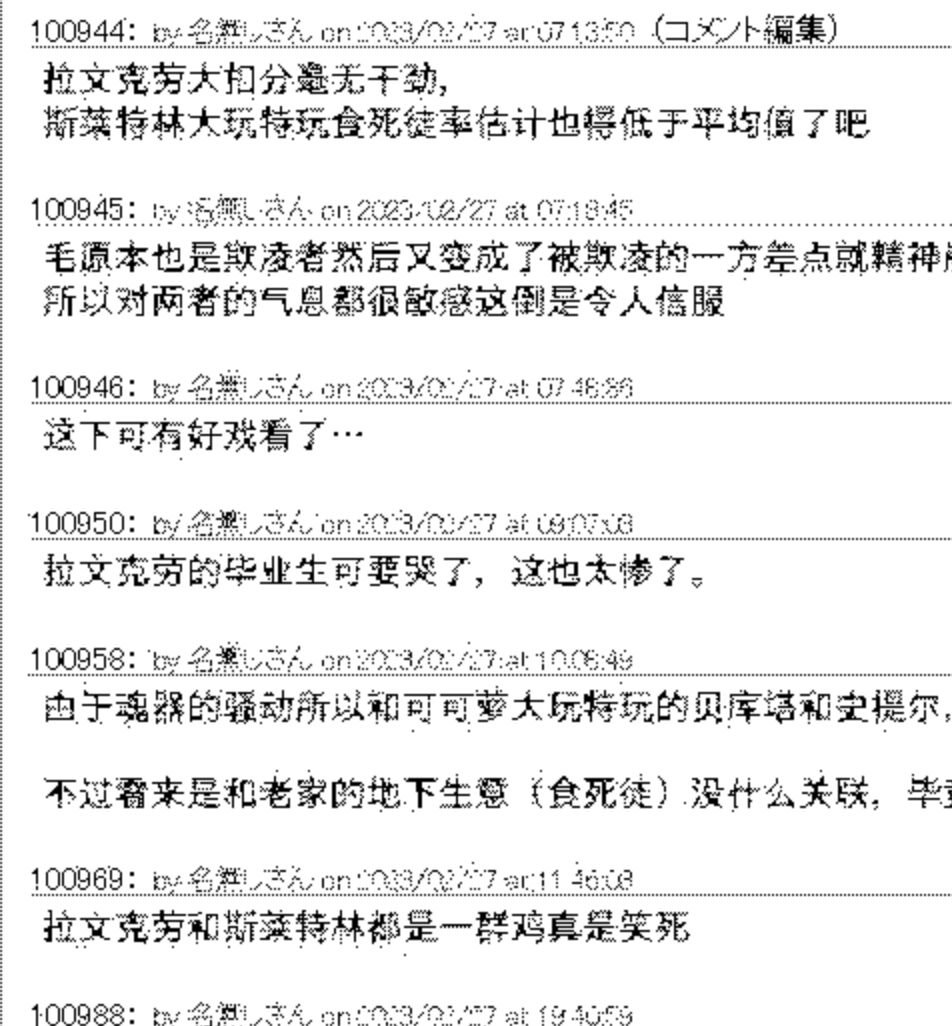 100944: by 名無しさん on 2023/02/27 at 07:13:50 (コメント編集)
拉文克劳大扣分毫无干劲,
斯莱特林大玩特玩食死徒率估计也得低于平均值了吧
100945: by 名無しさん on 2023/02/27 at 07:18:45
毛原本也是欺凌者然后又变成了被欺凌的一方差点就精神
所以对两者的气息都很敏感这倒是令人信服
100946: by 名無しさん on 2023/02/27 at 07:46:36
这下可有好戏看了…
100950: by 名無しさん on 2023/02/27 at 09:07:03
拉文克劳的毕业生可要哭了，这也太惨了。
100958: by 名無しさん on 2023/02/27 at 10:06:49
由于魂器的骚动所以和可可萝大玩特玩的贝库塔和史提尔,
不过看来是和老家的地下生意（食死徒）没什么关联，毕竟
100969: by 名無しさん on 2023/02/27 at 11:46:08
拉文克劳和斯莱特林都是一群鸡真是笑死
100988: by 名無しさん on 2023/02/27 at 19:40:59